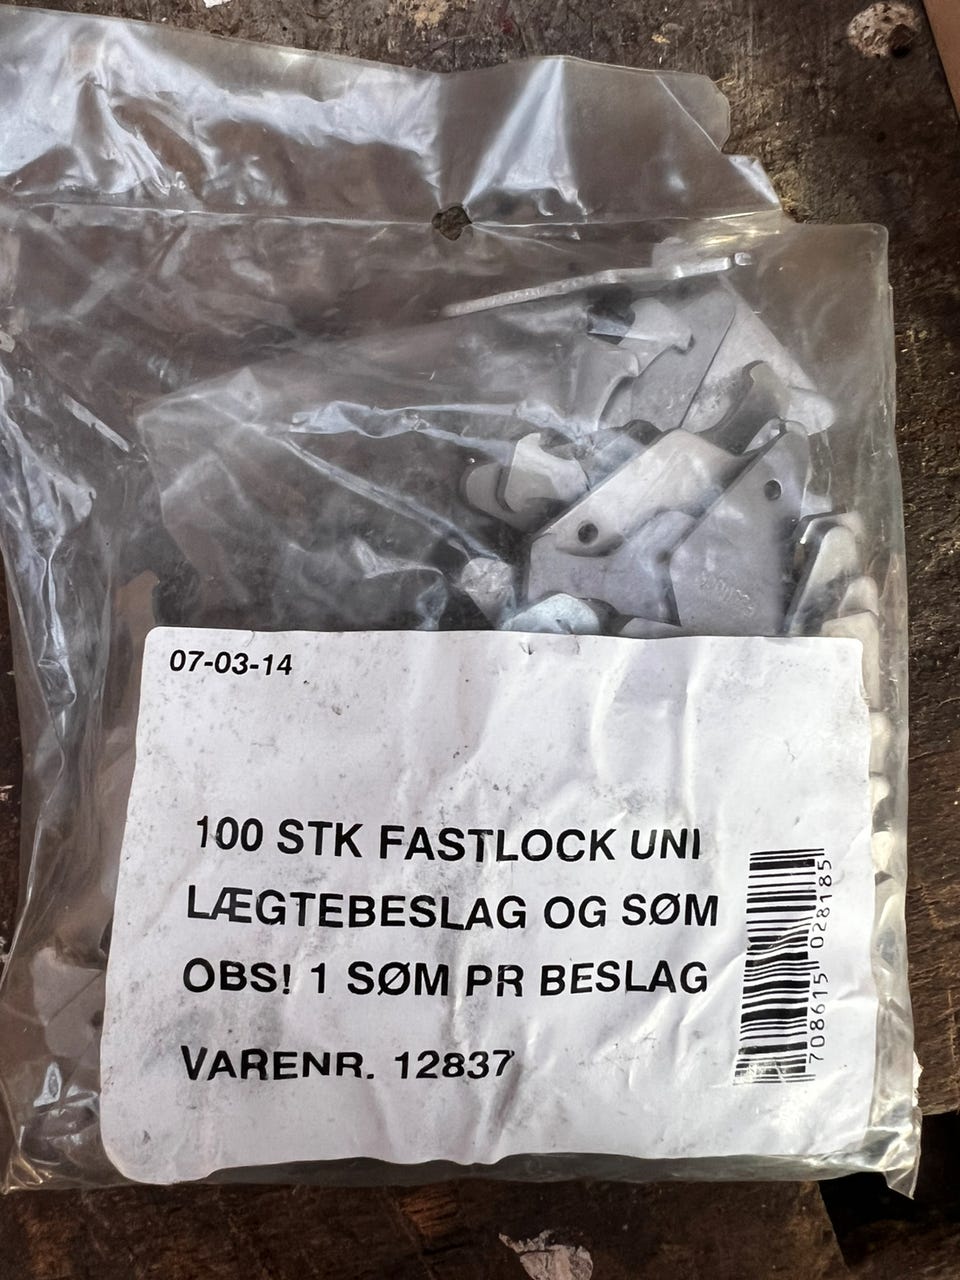 07-03-14
100 STK FASTLOCK UNI
LÆGTEBESLAG OG SØM
OBS! 1 SØM PR BESLAG
VARENR. 12837
708615 028185